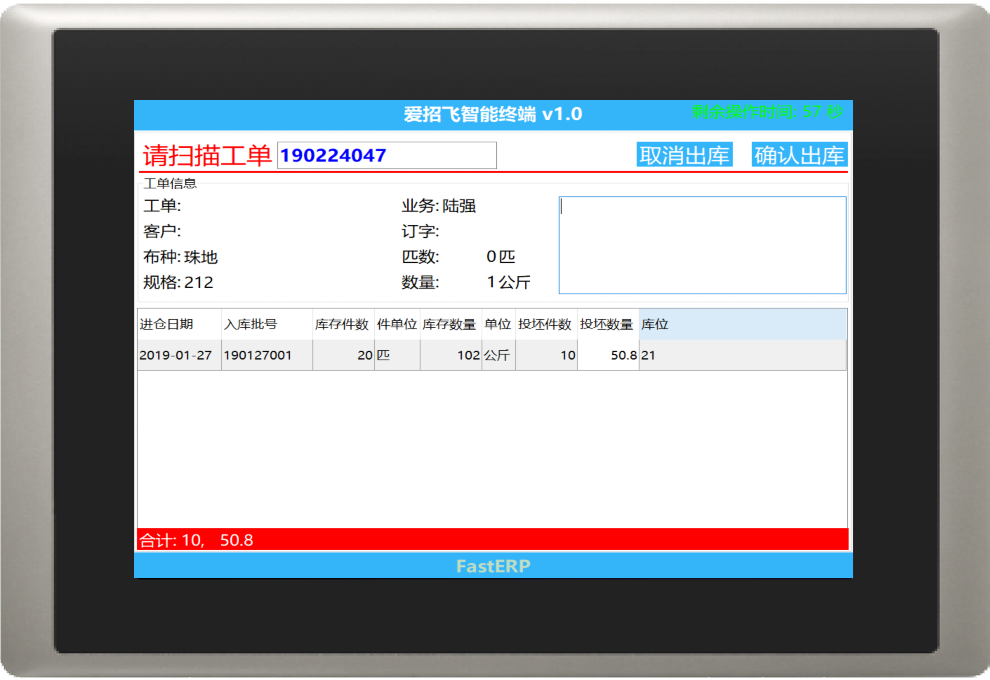 爱招飞智能终端 v1.0 剩余操作时间: 57 秒
请扫描工单 190224047 取消出库 确认出库
工单信息
工单: 业务: 陆强
客户: 订字:
布种: 珠地 匹数: 0 匹
规格: 212 数量: 1 公斤
进仓日期 入库批号 库存件数 件单位 库存数量 单位 投坯件数 投坯数量 库位
2019-01-27 190127001 20 匹 102 公斤 10 50.8 21
合计: 10, 50.8
FastERP